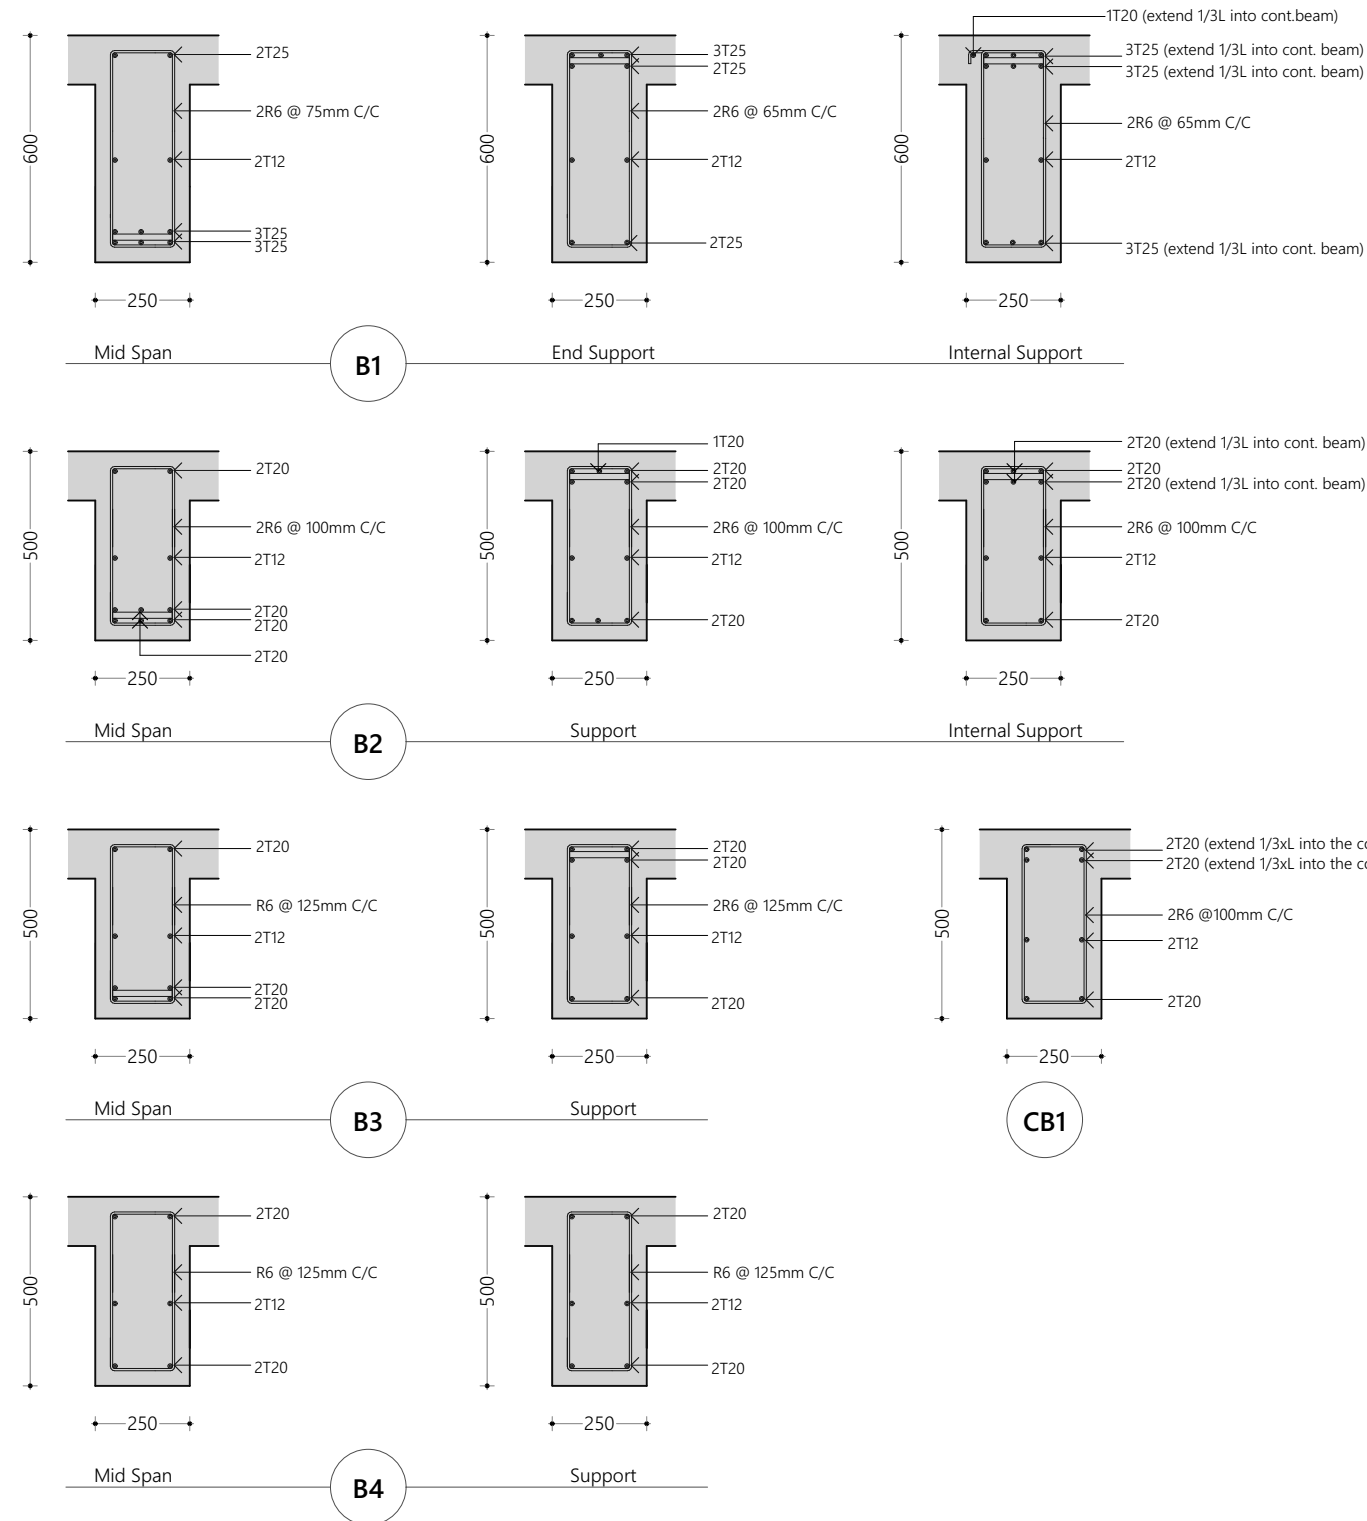 1T20 (extend 1/3L into cont.beam)
2T25
2R6 @ 75mm C/C
2T12
3T25
3T25
600
250
Mid Span
3T25
2T25
2R6 @ 65mm C/C
2T12
2T25
600
250
End Support
3T25 (extend 1/3L into cont. beam)
3T25 (extend 1/3L into cont. beam)
2R6 @ 65mm C/C
2T12
3T25 (extend 1/3L into cont. beam)
600
250
Internal Support
B1
2T20
2R6 @ 100mm C/C
2T12
2T20
2T20
2T20
500
250
Mid Span
1T20
2T20
2T20
2R6 @ 100mm C/C
2T12
2T20
500
250
Support
2T20 (extend 1/3L into cont. beam)
2T20
2T20 (extend 1/3L into cont. beam)
2R6 @ 100mm C/C
2T12
2T20
500
250
Internal Support
B2
2T20
R6 @ 125mm C/C
2T12
2T20
2T20
500
250
Mid Span
2T20
2T20
2R6 @ 125mm C/C
2T12
2T20
500
250
Support
B3
2T20 (extend 1/3xL into the
2T20 (extend 1/3xL into the
2R6 @100mm C/C
2T12
2T20
500
250
CB1
2T20
R6 @ 125mm C/C
2T12
2T20
500
250
Mid Span
2T20
R6 @ 125mm C/C
2T12
2T20
500
250
Support
B4